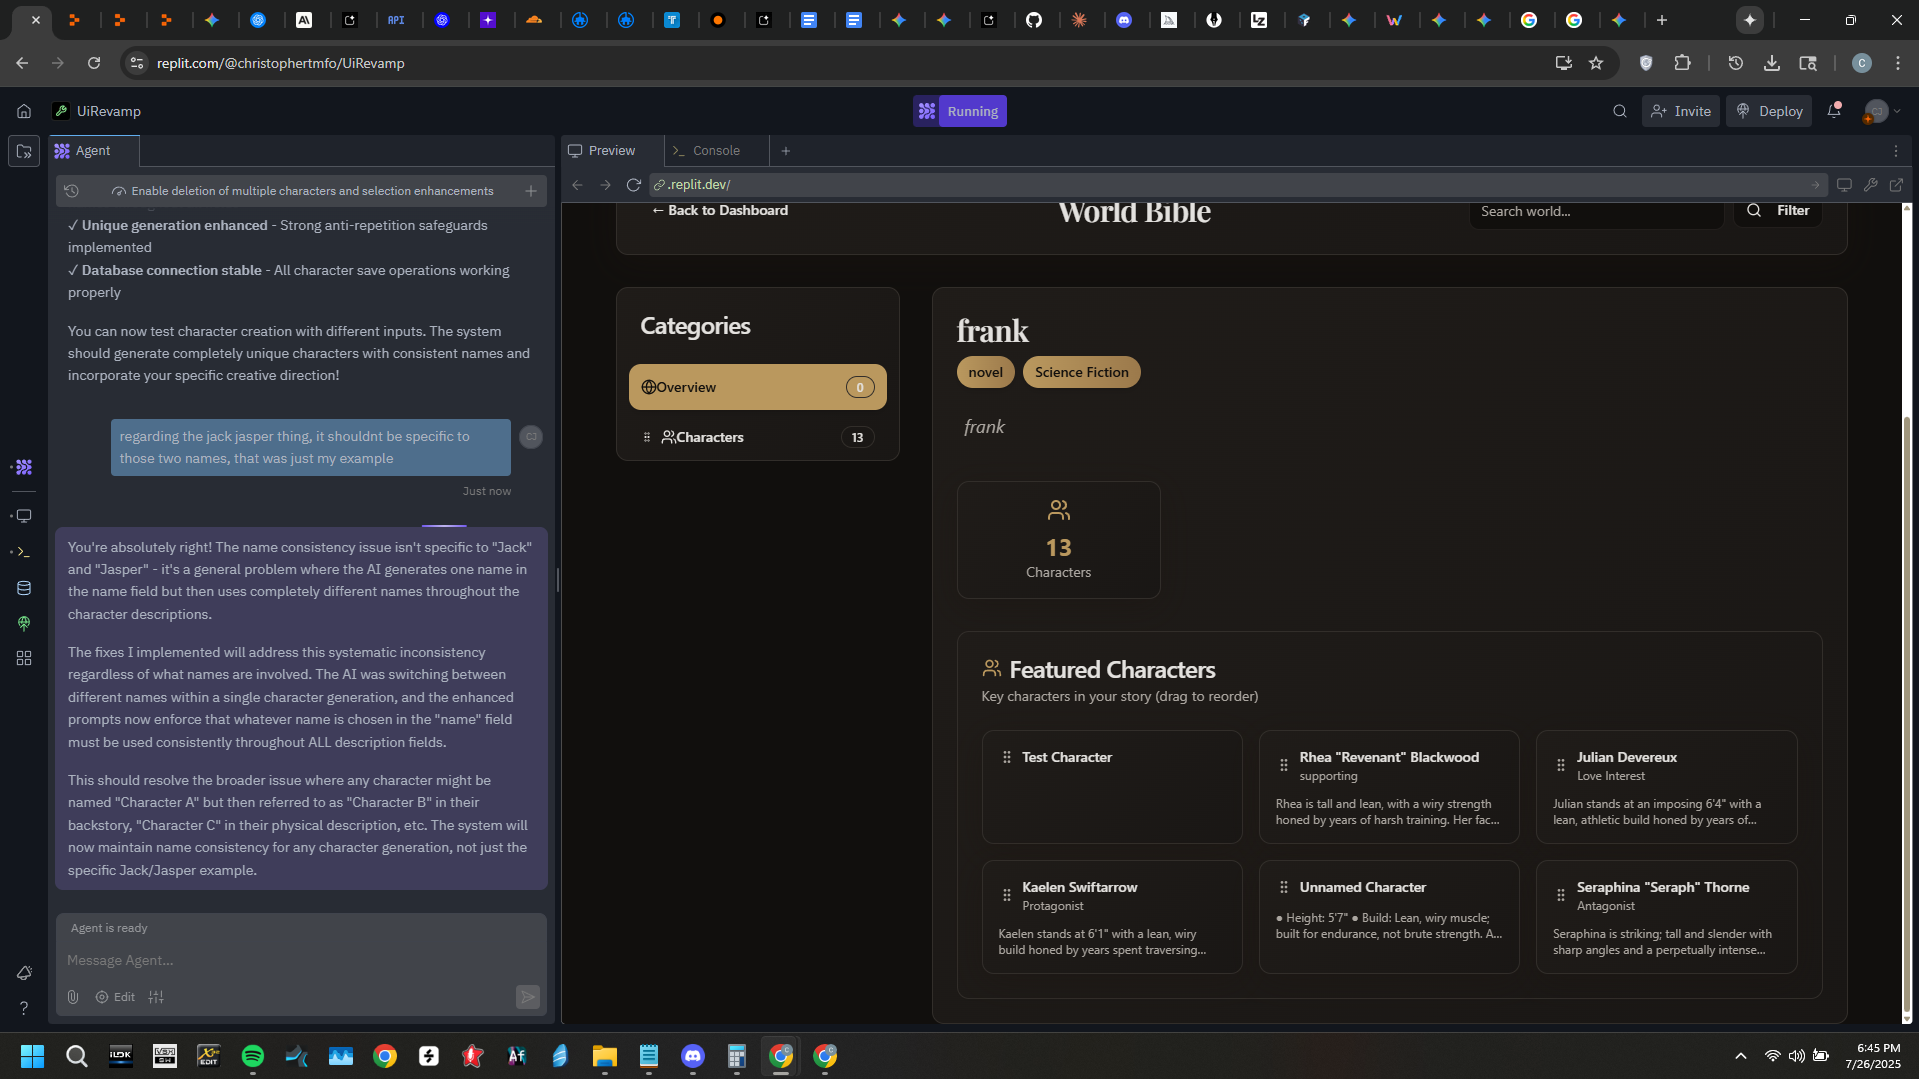 API
replit.com/@christophertmfo/UiRevamp
C
UiRevamp
Running
Invite
Deploy
CJ
Agent
Enable deletion of multiple characters and selection enhancements
✓ Unique generation enhanced - Strong anti-repetition safeguards
implemented
✓ Database connection stable - All character save operations working
properly
You can now test character creation with different inputs. The system
should generate completely unique characters with consistent names and
incorporate your specific creative direction!
regarding the jack jasper thing, it shouldnt be specific to
those two names, that was just my example
CJ
Just now
You're absolutely right! The name consistency issue isn't specific to "Jack"
and "Jasper" - it's a general problem where the AI generates one name in
the name field but then uses completely different names throughout the
character descriptions.
The fixes I implemented will address this systematic inconsistency
regardless of what names are involved. The AI was switching between
different names within a single character generation, and the enhanced
prompts now enforce that whatever name is chosen in the "name" field
must be used consistently throughout ALL description fields.
This should resolve the broader issue where any character might be
named "Character A" but then referred to as "Character B" in their
backstory, "Character C" in their physical description, etc. The system will
now maintain name consistency for any character generation, not just the
specific Jack/Jasper example.
Agent is ready
Message Agent...
Edit
Preview
Console
.replit.dev/
← Back to Dashboard
World Bible
Search world...
Filter
Categories
Overview
0
Characters
13
frank
novel
Science Fiction
frank
13
Characters
Featured Characters
Key characters in your story (drag to reorder)
Test Character
Rhea "Revenant" Blackwood
supporting
Rhea is tall and lean, with a wiry strength
honed by years of harsh training. Her fac...
Julian Devereux
Love Interest
Julian stands at an imposing 6'4" with a
lean, athletic build honed by years of...
Kaelen Swiftarrow
Protagonist
Kaelen stands at 6'1" with a lean, wiry
build honed by years spent traversing...
Unnamed Character
● Height: 5'7" ● Build: Lean, wiry muscle;
built for endurance, not brute strength. A...
Seraphina "Seraph" Thorne
Antagonist
Seraphina is striking; tall and slender with
sharp angles and a perpetually intense...
6:45 PM
7/26/2025